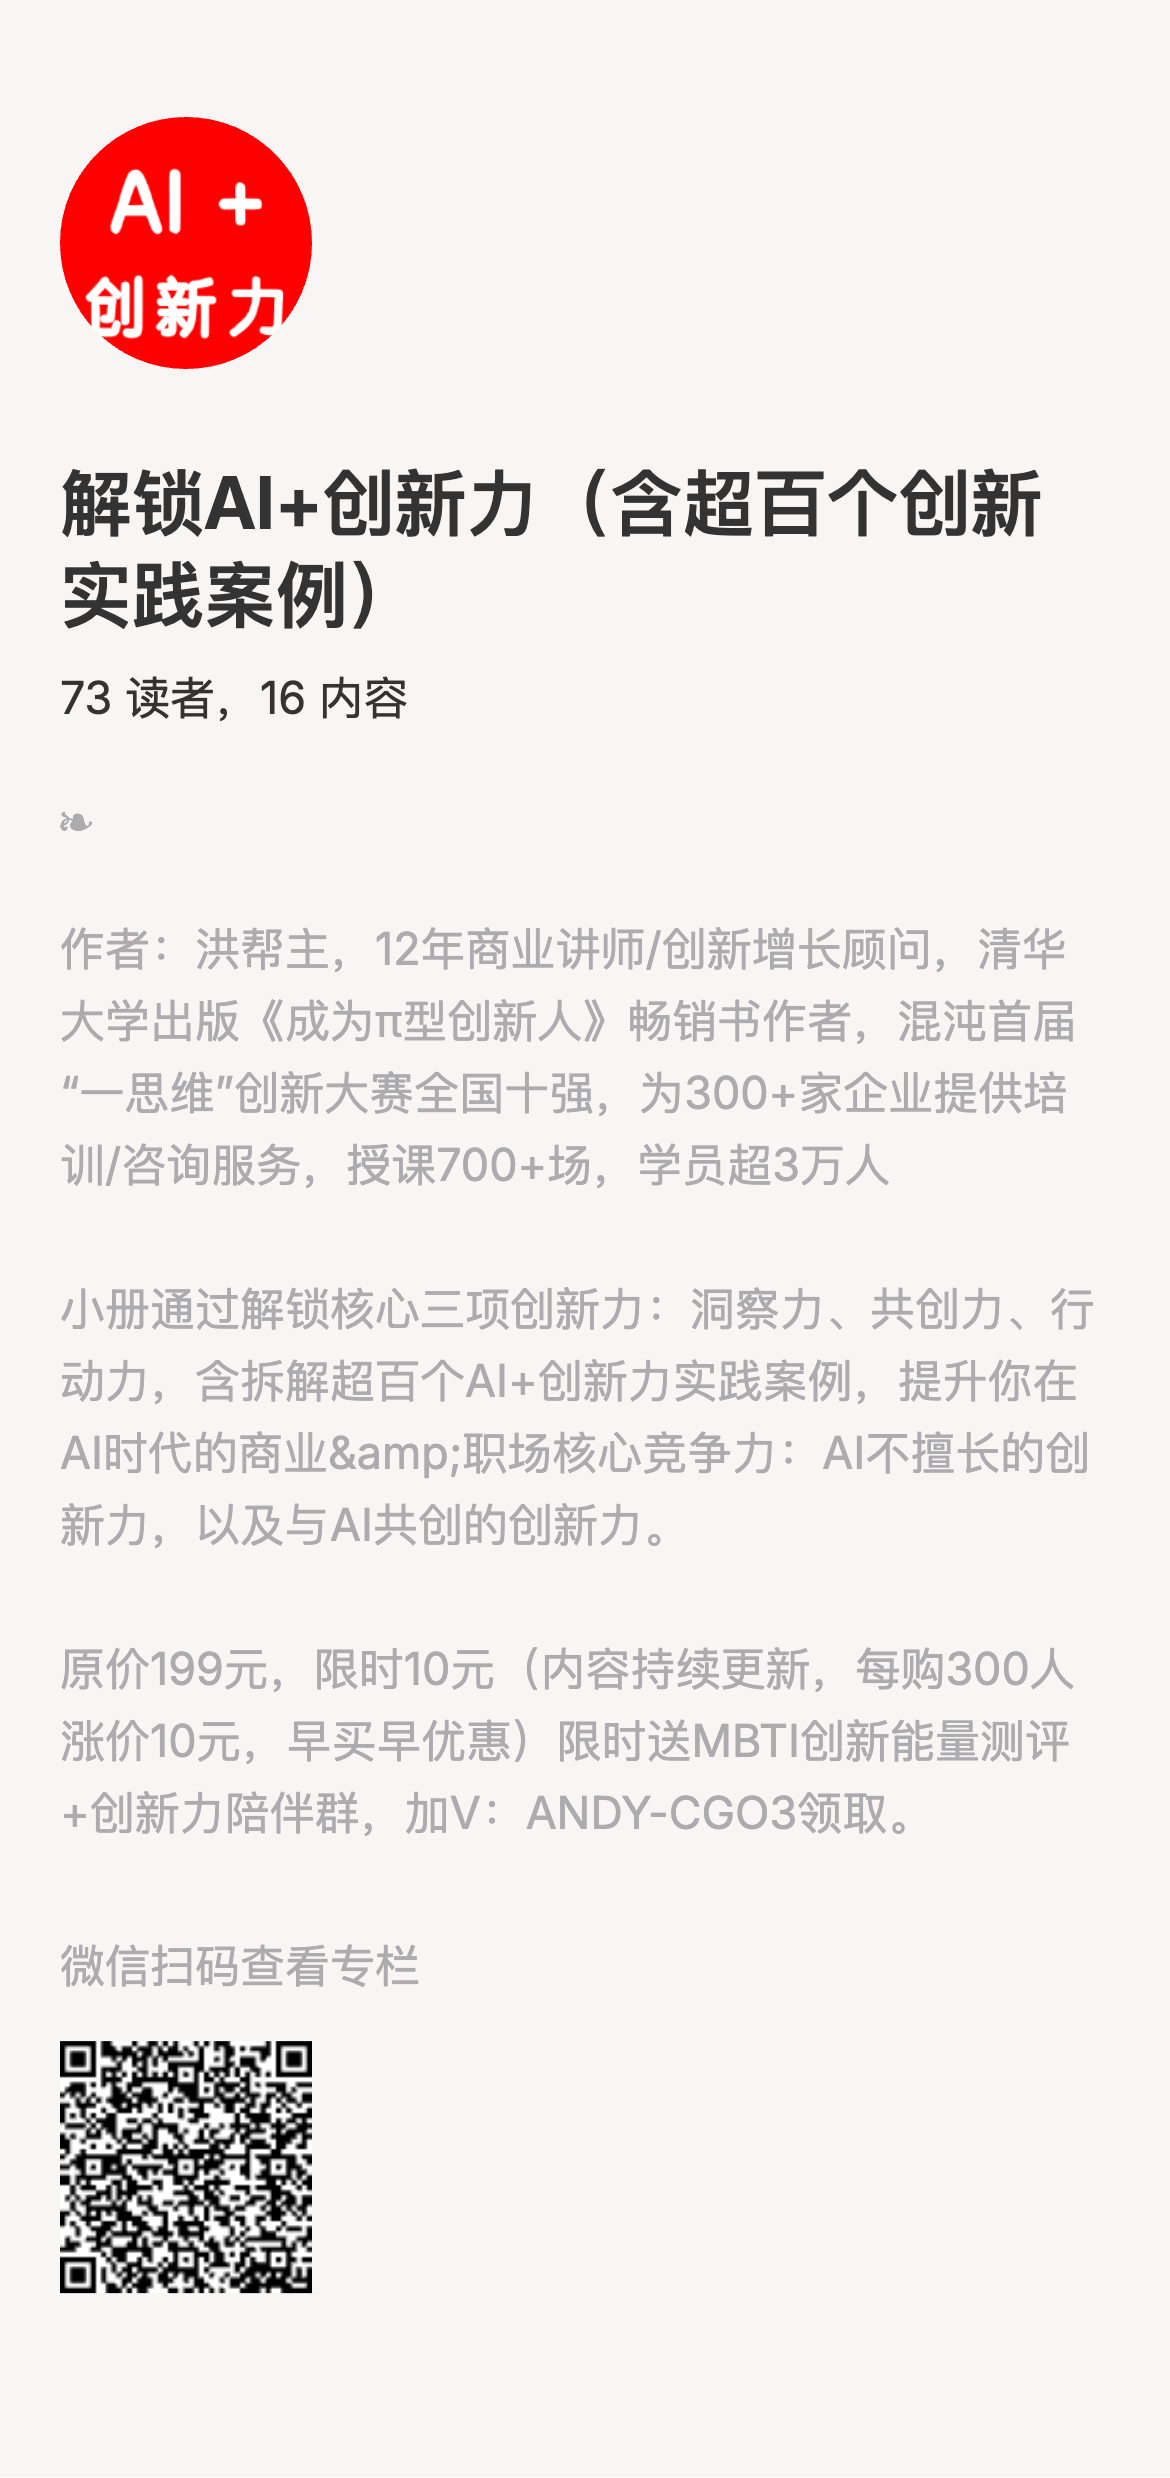 AI +
创新力
解锁AI+创新力（含超百个创新
实践案例）
73 读者，16 内容
❧
作者：洪帮主，12年商业讲师/创新增长顾问，清华
大学出版《成为π型创新人》畅销书作者，混沌首届
“一思维”创新大赛全国十强，为300+家企业提供培
训/咨询服务，授课700+场，学员超3万人
小册通过解锁核心三项创新力：洞察力、共创力、行
动力，含拆解超百个AI+创新力实践案例，提升你在
AI时代的商业&amp;职场核心竞争力：AI不擅长的创
新力，以及与AI共创的创新力。
原价199元，限时10元（内容持续更新，每购300人
涨价10元，早买早优惠）限时送MBTI创新能量测评
+创新力陪伴群，加V：ANDY-CGO3领取。
微信扫码查看专栏